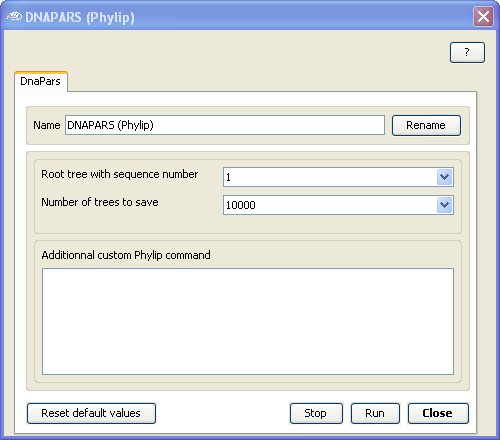 DNAPARS (Phylip)
?
DnaPars
Name DNAPARS (Phylip) Rename
Root tree with sequence number 1
Number of trees to save 10000
Additionnal custom Phylip command
Reset default values Stop Run Close